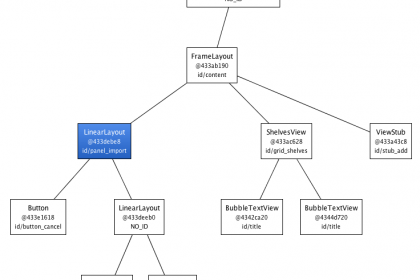 NO_ID
FrameLayout
@433ab190
id/content
LinearLayout
@433debe8
id/panel_import
ShelvesView
@433ac628
id/grid_shelves
ViewStub
@433a43c8
id/stub_add
Button
@433e1618
id/button_cancel
LinearLayout
@433deeb0
NO_ID
BubbleTextView
@4342ca20
id/title
BubbleTextView
@4344d720
id/title